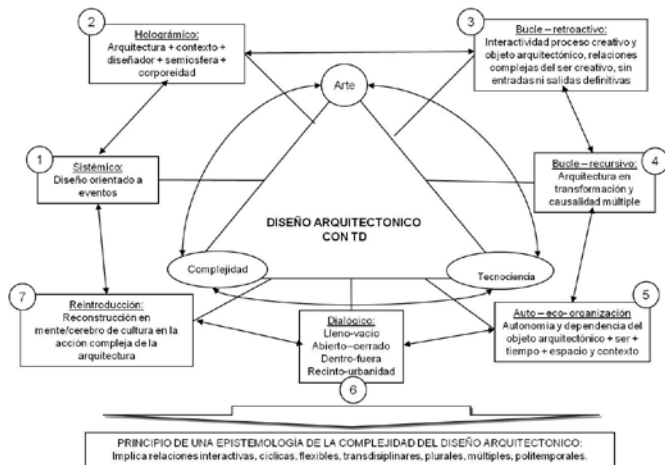 2
Holográmico:
Arquitectura + contexto +
diseñador + semiosfera +
corporeidad
3
Bucle – retroactivo:
Interactividad proceso creativo y
objeto arquitectónico, relaciones
complejas del ser creativo, sin
entradas ni salidas definitivas
Arte
1
Sistémico:
Diseño orientado a
eventos
4
Bucle – recursivo:
Arquitectura en
transformación y
causalidad múltiple
DISEÑO ARQUITECTONICO
CON TD
Complejidad
Tecnociencia
7
Reintroducción:
Reconstrucción en
mente/cerebro de cultura en la
acción compleja de la
arquitectura
Dialógico:
Lleno-vacio
Abierto–cerrado
Dentro-fuera
Recinto-urbanidad
6
5
Auto – eco- organización
Autonomía y dependencia del
objeto arquitectónico + ser +
tiempo + espacio y contexto
PRINCIPIO DE UNA EPISTEMOLOGÍA DE LA COMPLEJIDAD DEL DISEÑO ARQUITECTONICO:
Implica relaciones interactivas, cíclicas, flexibles, transdisiplinares, plurales, múltiples, politemporales.